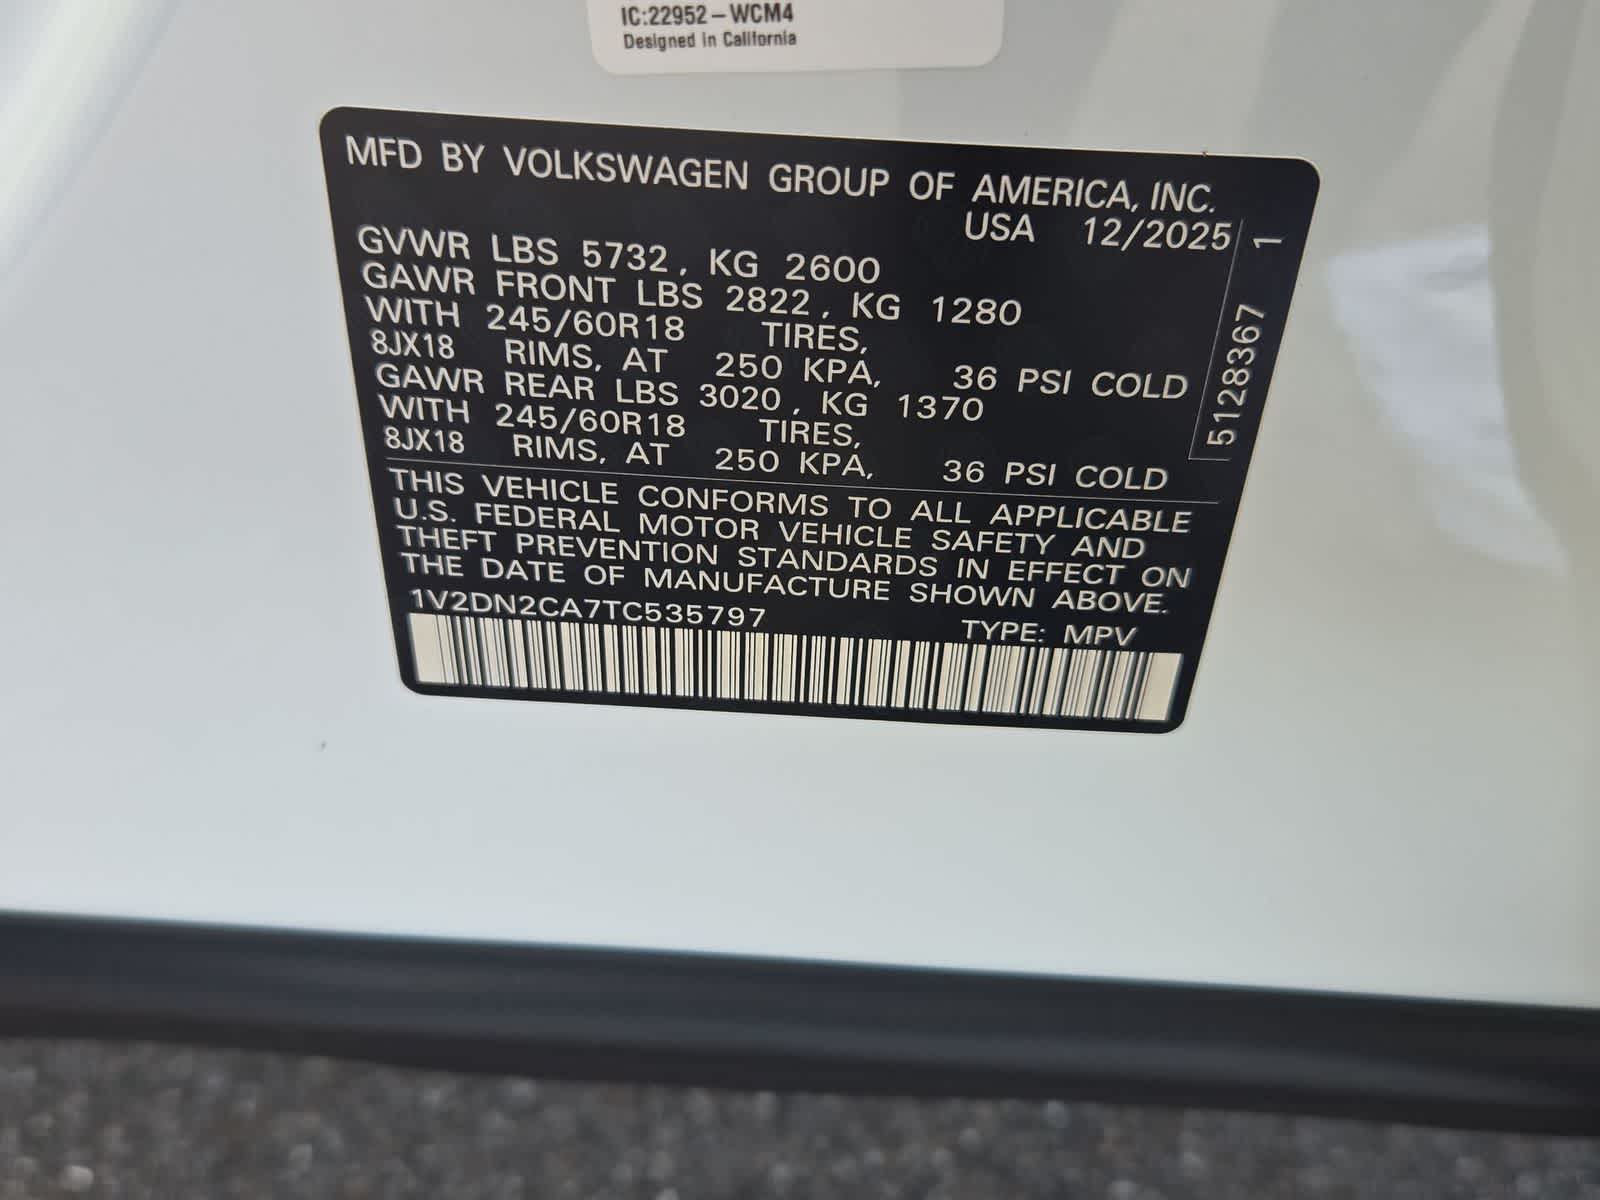 IC:22952-WCM4
Designed in California
MFD BY VOLKSWAGEN GROUP OF AMERICA, INC.
USA 12/2025
GVWR LBS 5732, KG 2600
GAWR FRONT LBS 2822, KG 1280
WITH 245/60R18 TIRES,
8JX18 RIMS, AT 250 KPA, 36 PSI COLD
GAWR REAR LBS 3020, KG 1370
WITH 245/60R18 TIRES,
8JX18 RIMS, AT 250 KPA, 36 PSI COLD
5128367 1
THIS VEHICLE CONFORMS TO ALL APPLICABLE
U.S. FEDERAL MOTOR VEHICLE SAFETY AND
THEFT PREVENTION STANDARDS IN EFFECT ON
THE DATE OF MANUFACTURE SHOWN ABOVE.
1V2DN2CA7TC535797
TYPE: MPV